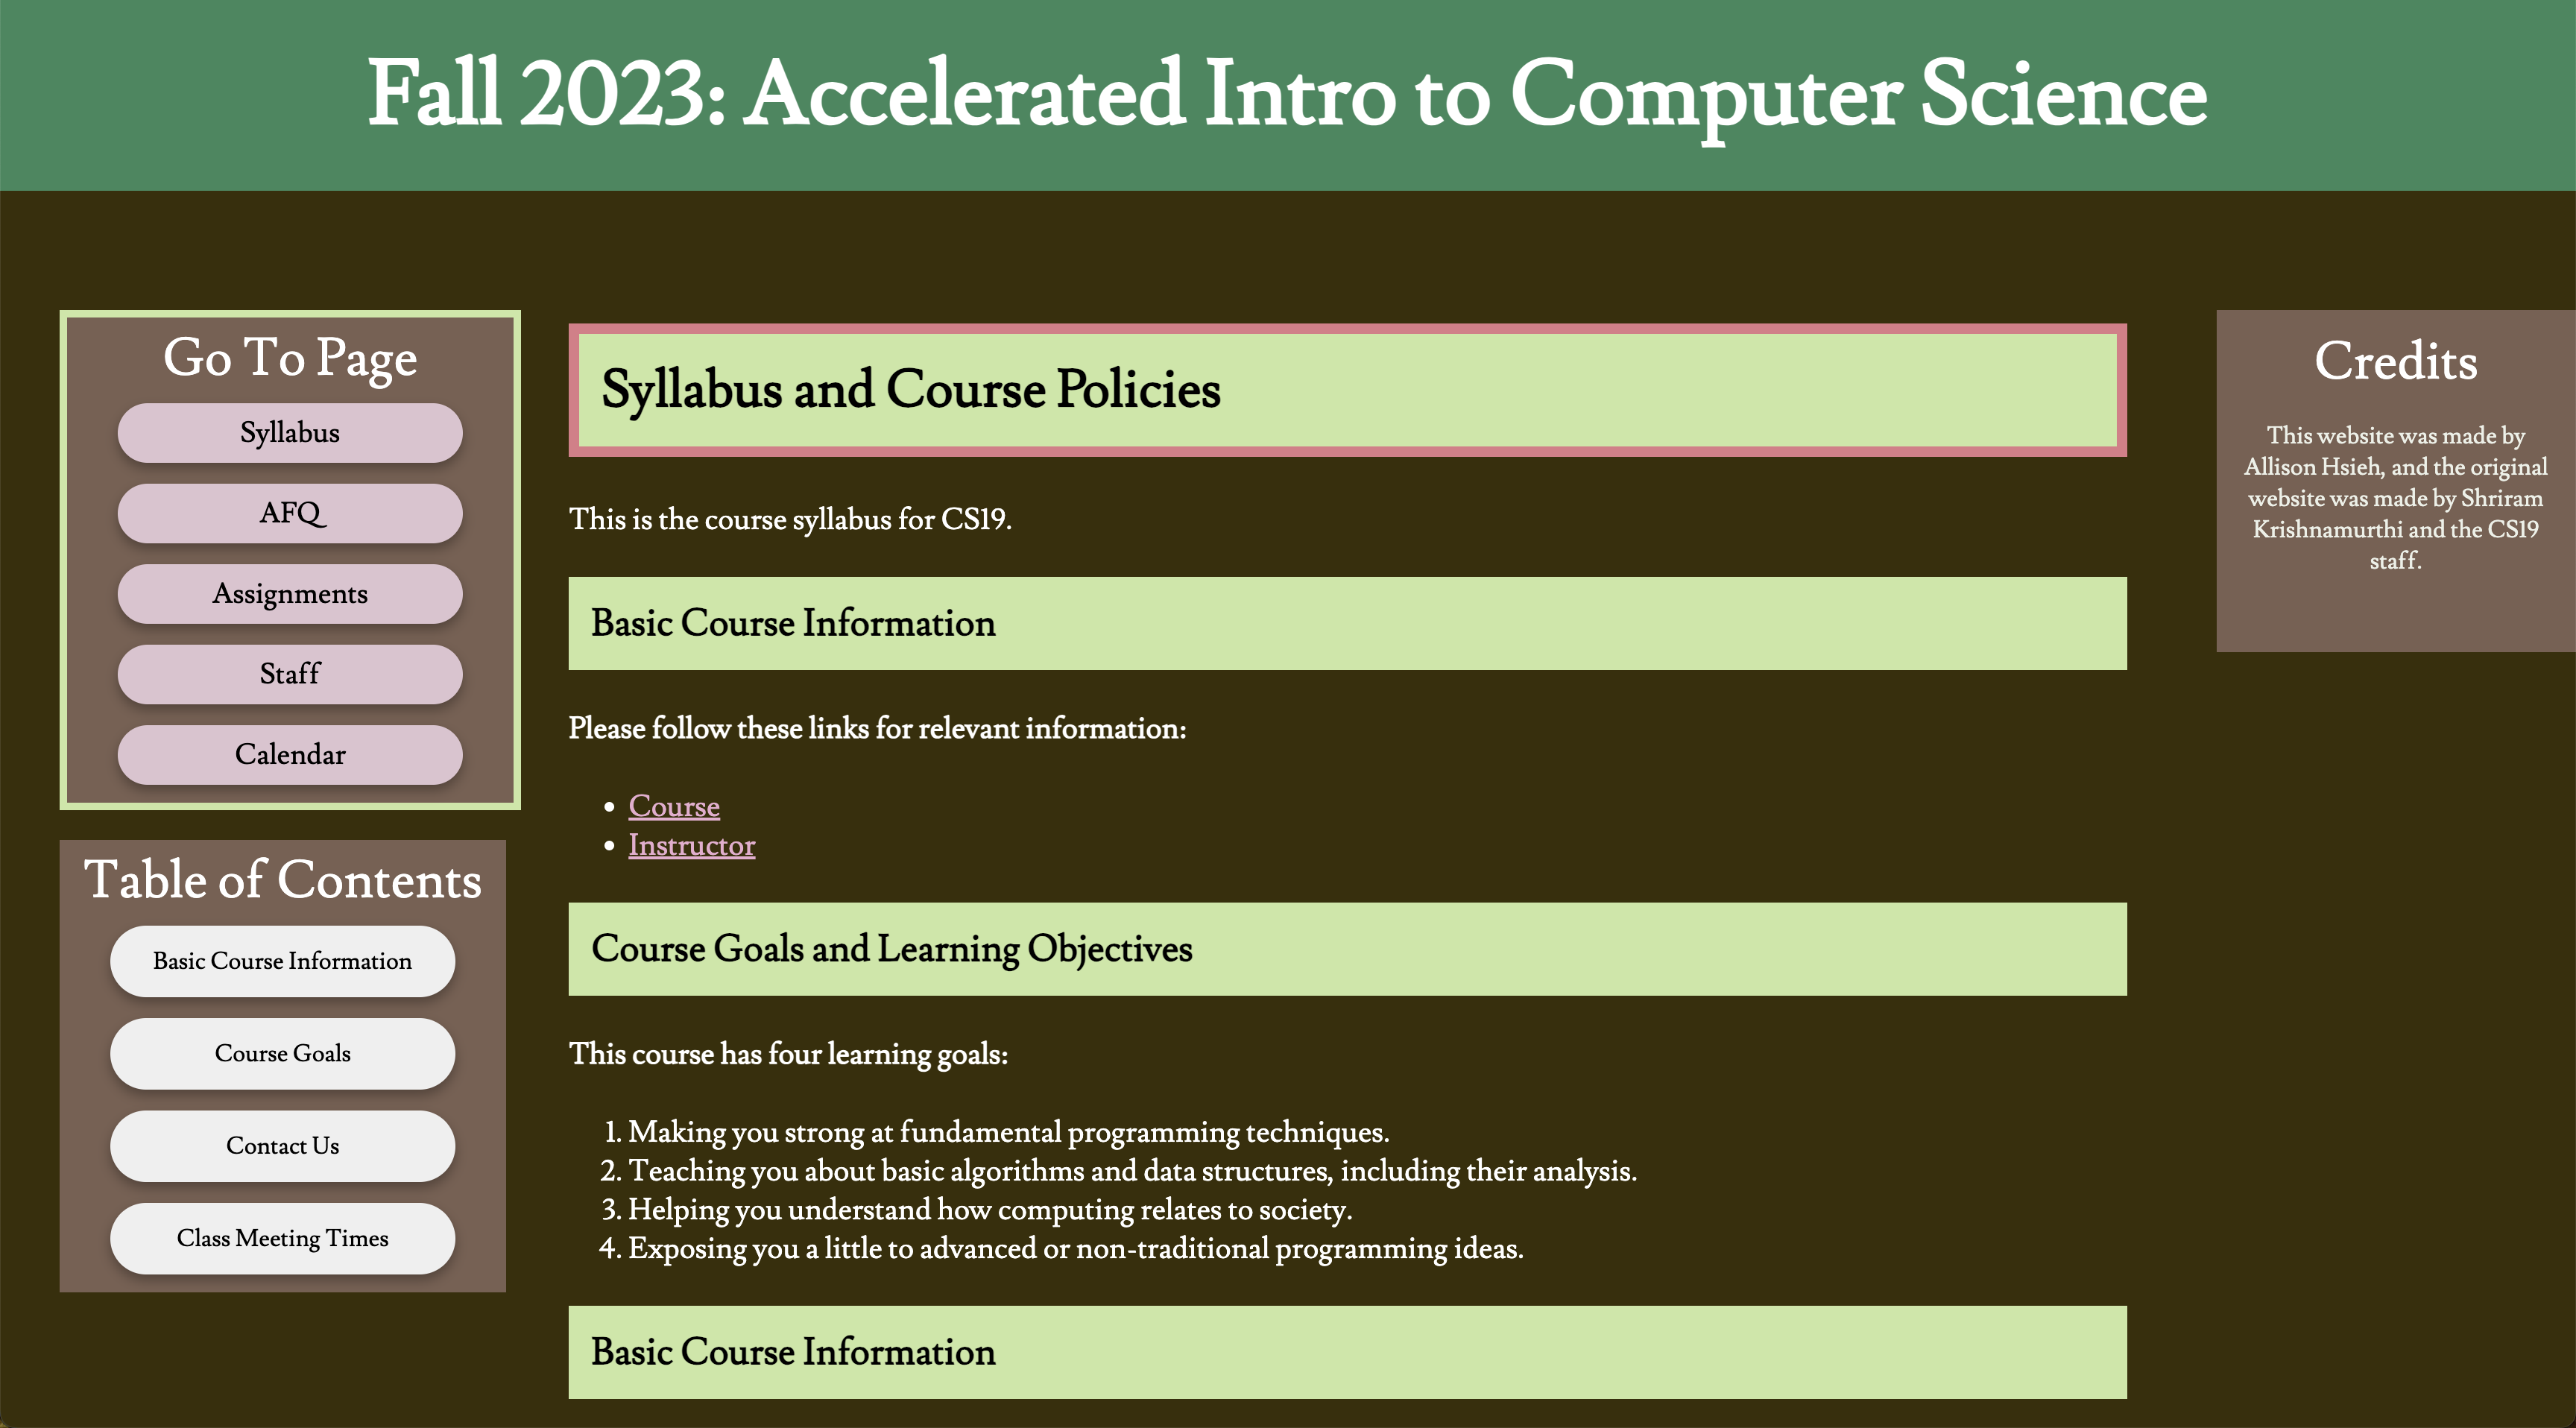 Fall 2023: Accelerated Intro to Computer Science
Go To Page
Syllabus
AFQ
Assignments
Staff
Calendar
Table of Contents
Basic Course Information
Course Goals
Contact Us
Class Meeting Times
Syllabus and Course Policies
This is the course syllabus for CS19.
Basic Course Information
Please follow these links for relevant information:
• Course
• Instructor
Course Goals and Learning Objectives
This course has four learning goals:
1. Making you strong at fundamental programming techniques.
2. Teaching you about basic algorithms and data structures, including their analysis.
3. Helping you understand how computing relates to society.
4. Exposing you a little to advanced or non-traditional programming ideas.
Basic Course Information
Credits
This website was made by
Allison Hsieh, and the original
website was made by Shriram
Krishnamurthi and the CS19
staff.